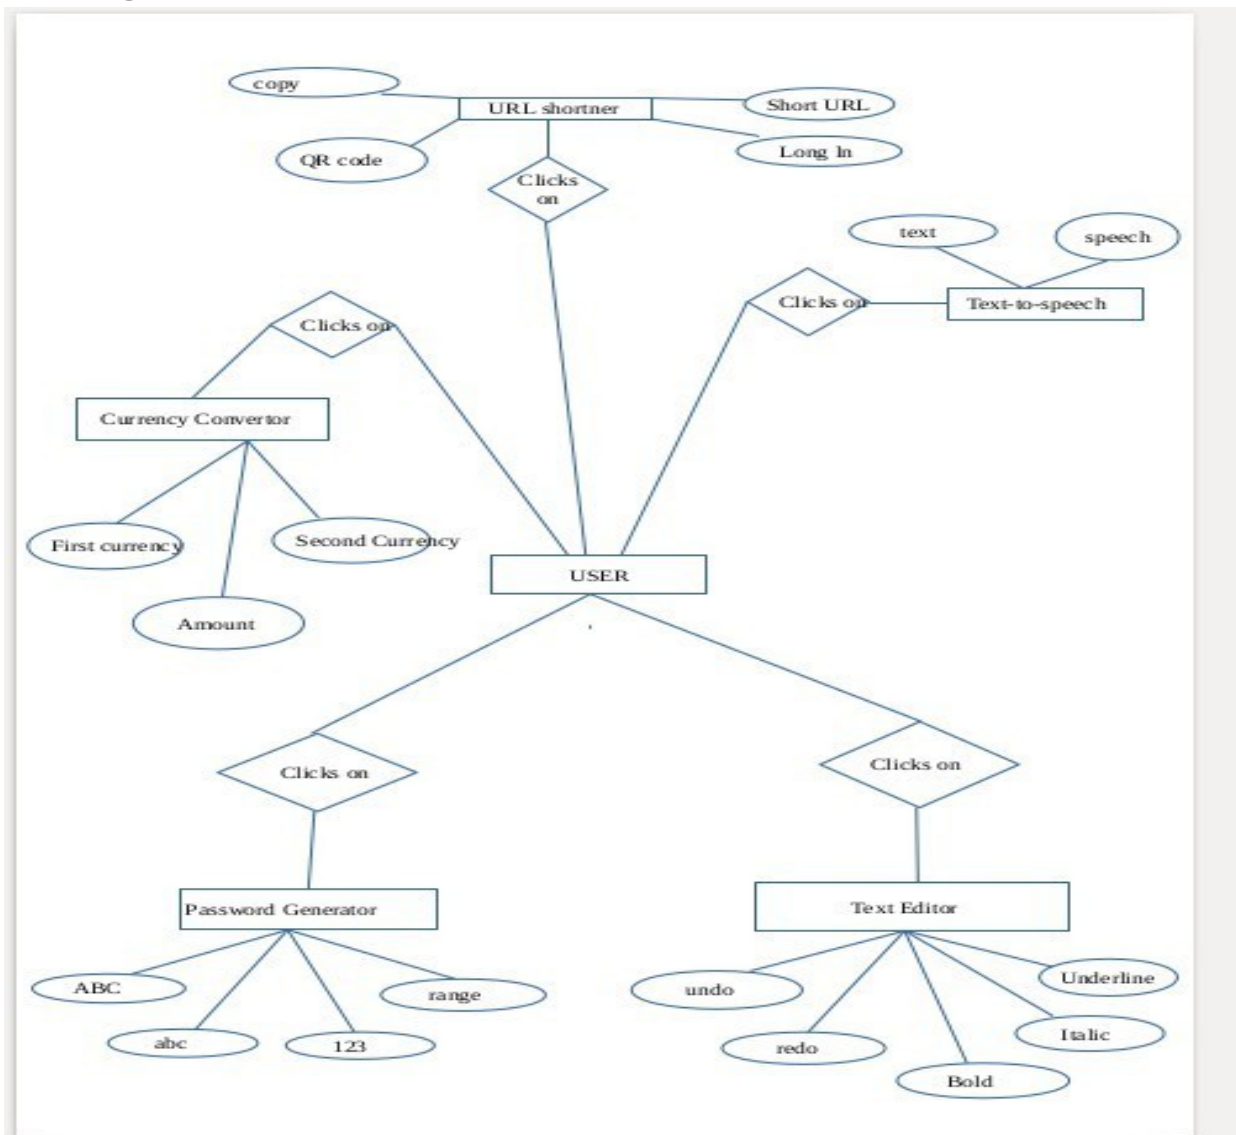 copy
URL shortner
Short URL
QR code
Long ln
Clicks
on
text
speech
Clicks on
Text-to-speech
Clicks on
Currency Convertor
First currency
Second Currency
Amount
USER
Clicks on
Clicks on
Password Generator
Text Editor
ABC
range
abc
123
undo
Underline
redo
Italic
Bold